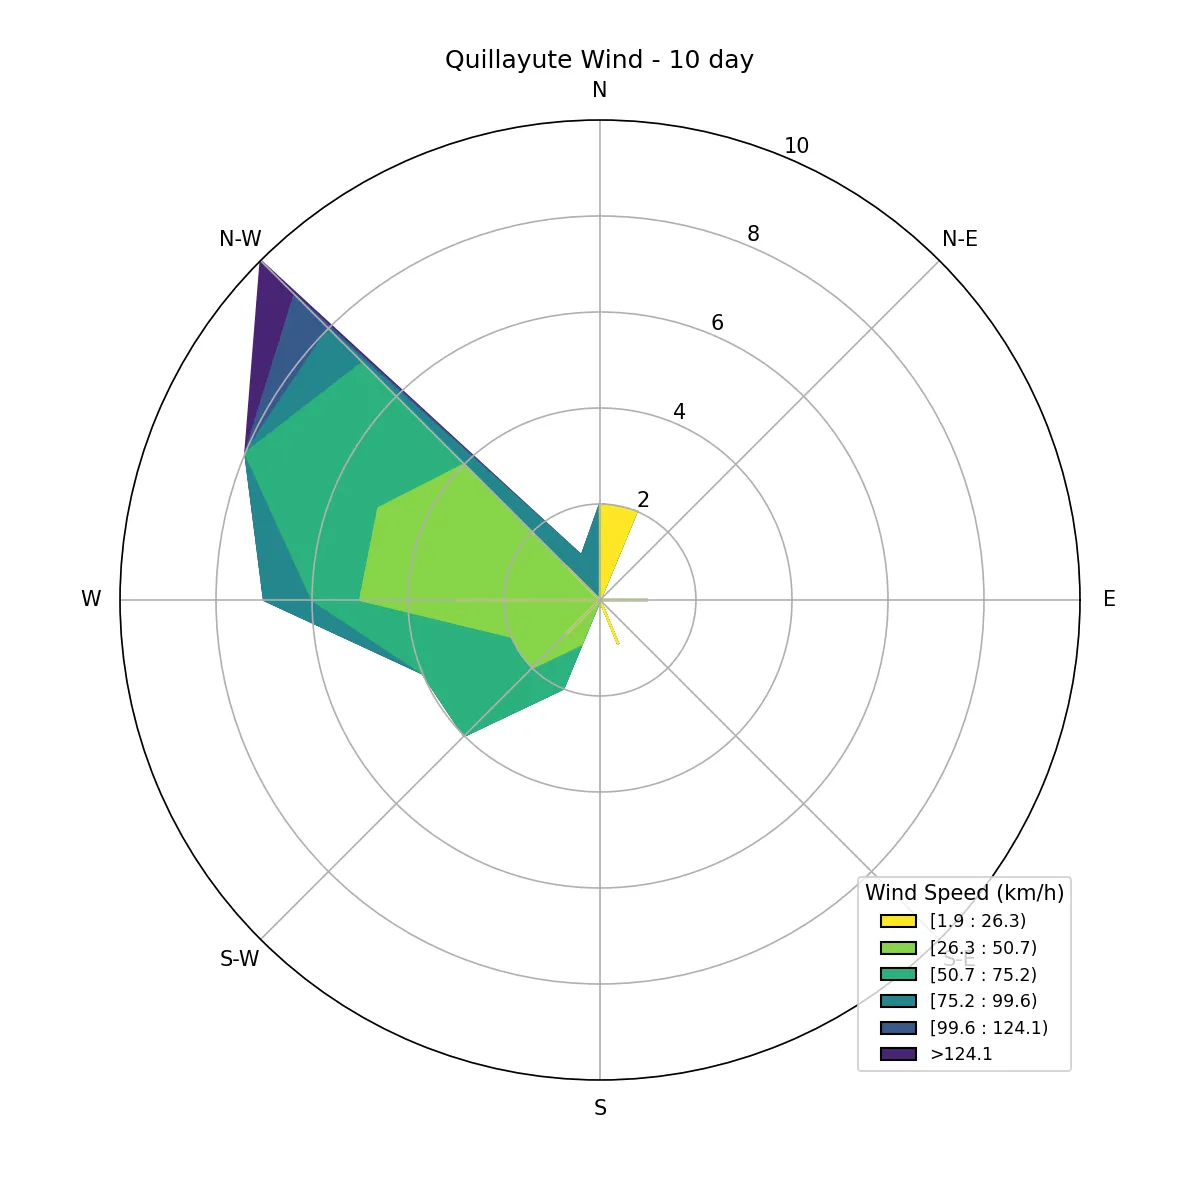 Quillayute Wind - 10 day
N
10
N-W
N-E
8
6
4
2
W
E
Wind Speed (km/h)
[1.9 : 26.3)
[26.3 : 50.7)
S-W
S-E
[50.7 : 75.2)
[75.2 : 99.6)
[99.6 : 124.1)
>124.1
S